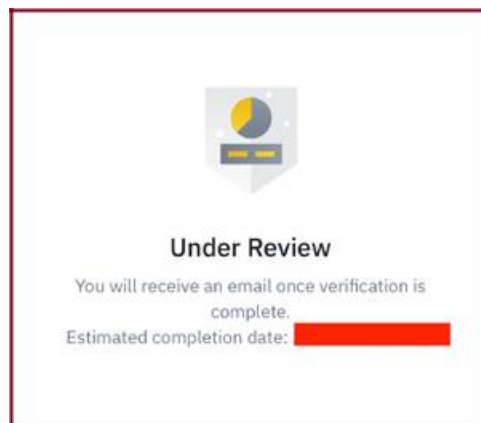 Under Review
You will receive an email once verification is
complete.
Estimated completion date: